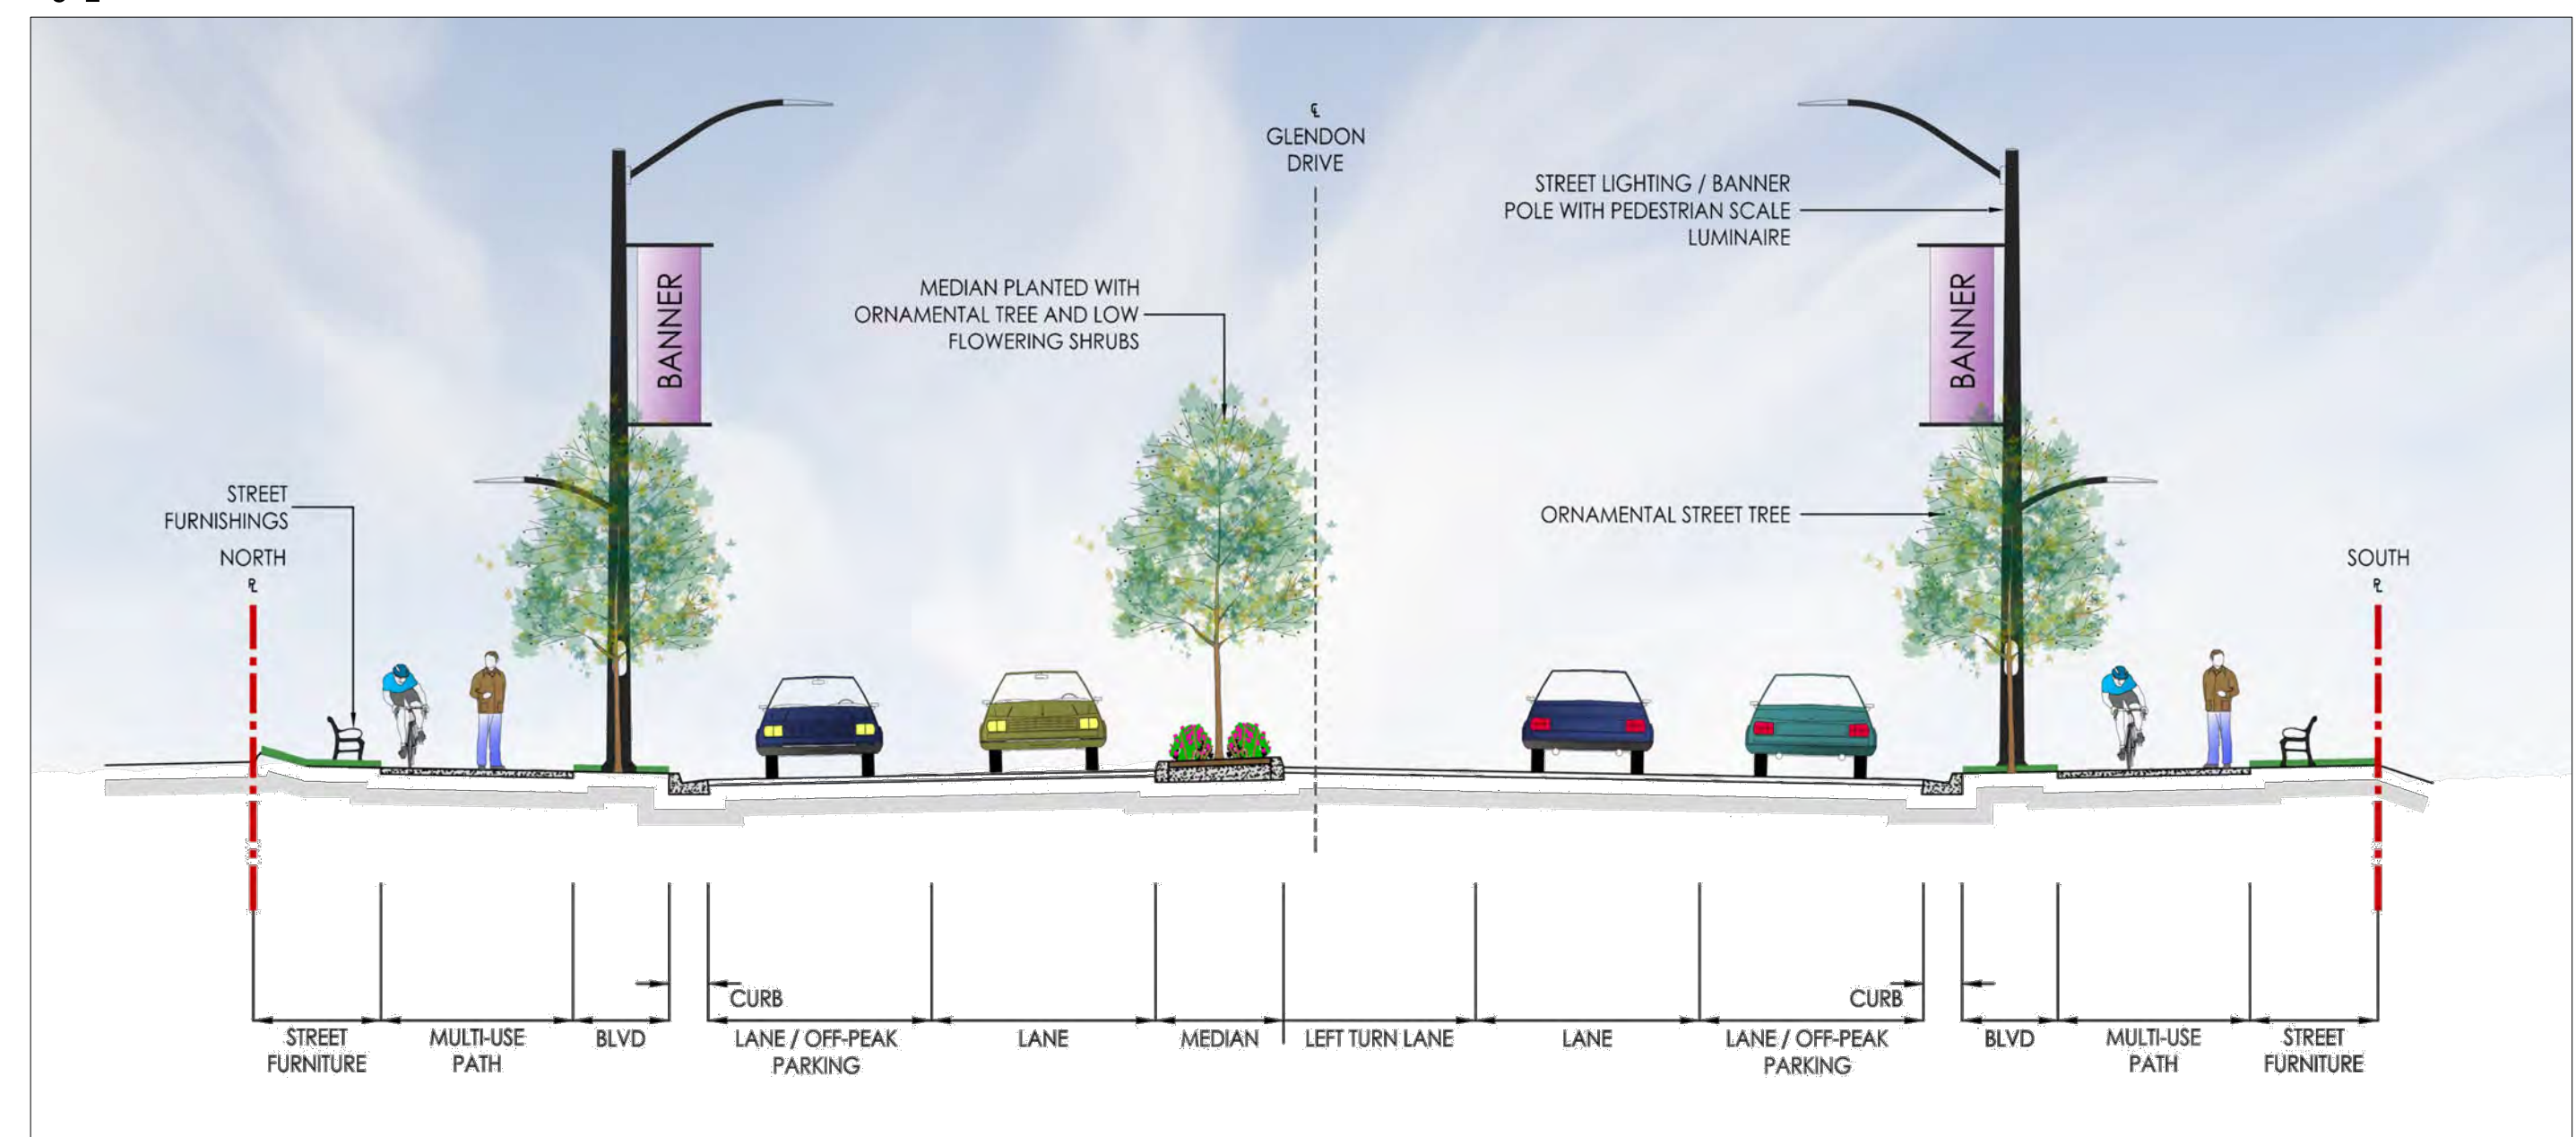 ℄
GLENDON
DRIVE
STREET LIGHTING / BANNER
POLE WITH PEDESTRIAN SCALE
LUMINAIRE
BANNER
BANNER
MEDIAN PLANTED WITH
ORNAMENTAL TREE AND LOW
FLOWERING SHRUBS
STREET
FURNISHINGS
ORNAMENTAL STREET TREE
NORTH
PL
SOUTH
PL
CURB
CURB
STREET
FURNITURE
MULTI-USE
PATH
BLVD
LANE / OFF-PEAK
PARKING
LANE
MEDIAN
LEFT TURN LANE
LANE
LANE / OFF-PEAK
PARKING
BLVD
MULTI-USE
PATH
STREET
FURNITURE